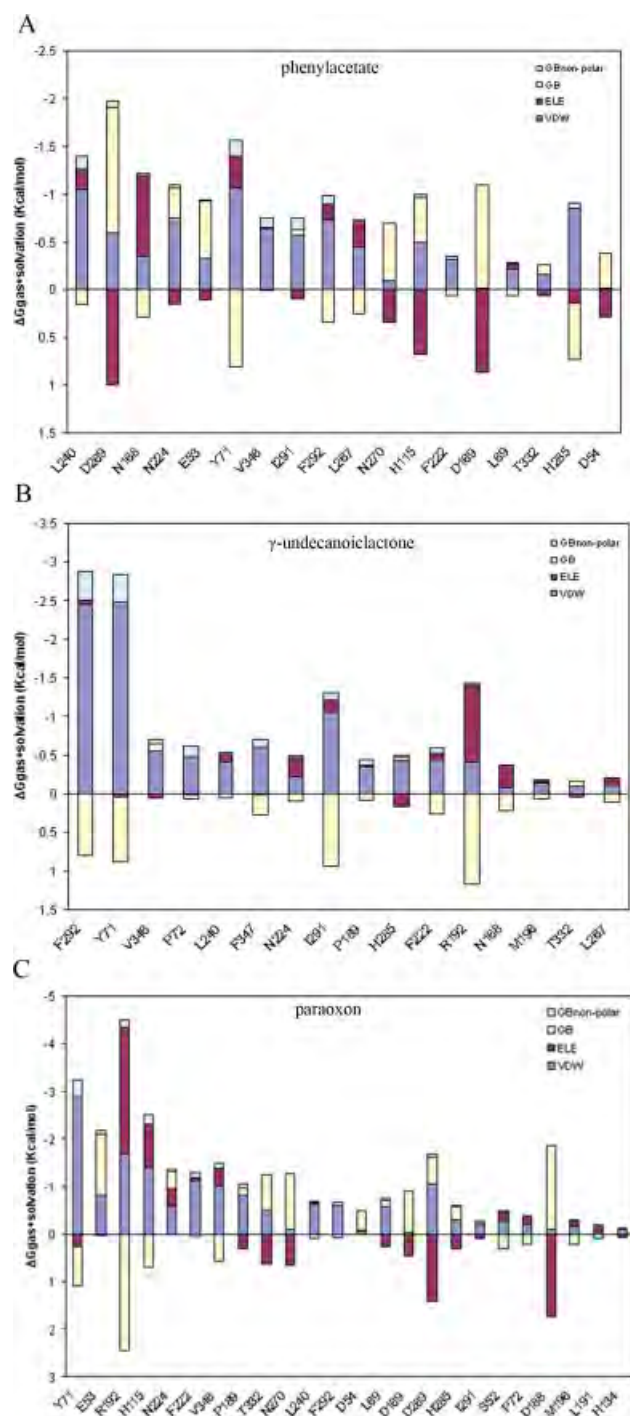 A
-2.5
-2
-1.5
-1
-0.5
0
0.5
1
1.5
ΔGgas+solvation (Kcal/mol)
phenylacetate
GBnon-polar
GB
ELE
VDW
L240 D269 N168 N224 E53 Y71 V346 I291 F292 L267 N270 H115 F222 D169 L69 T332 H285 D54
B
-3.5
-3
-2.5
-2
-1.5
-1
-0.5
0
0.5
1
1.5
ΔGgas+solvation (Kcal/mol)
γ-undecanoiclactone
GBnon-polar
GB
ELE
VDW
F292 Y71 V346 P72 L240 F347 N224 I291 P189 H285 F222 R192 N168 M196 T332 L267
C
-5
-4
-3
-2
-1
0
1
2
3
ΔGgas+solvation (Kcal/mol)
paraoxon
GBnon-polar
GB
ELE
VDW
Y71 E53 R192 H115 N224 F222 V346 P189 T332 N270 L240 F292 D54 L69 D169 D269 H285 I291 S52 P72 D188 M196 L191 H134